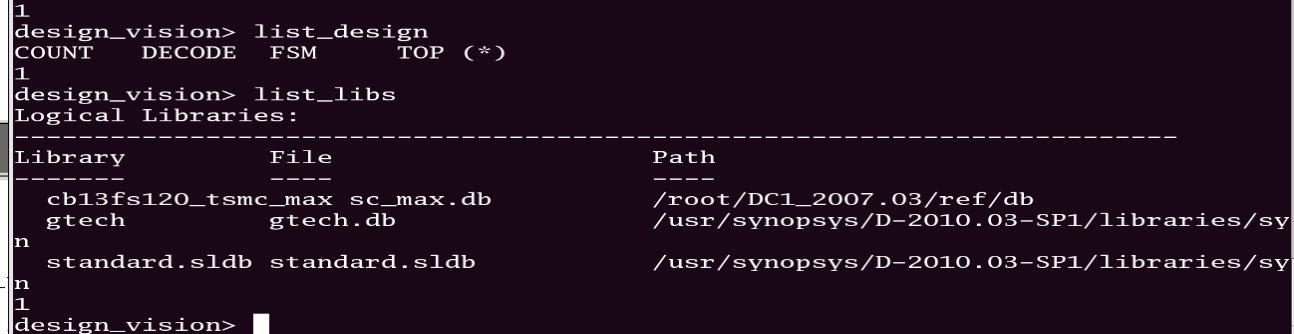 1
design_vision> list_design
COUNT   DECODE  FSM     TOP (*)
1
design_vision> list_libs
Logical Libraries:
-------------------------------------------------------------------------
Library         File                    Path
-------         ----                    ----
  cb13fs120_tsmc_max sc_max.db          /root/DC1_2007.03/ref/db
  gtech         gtech.db                /usr/synopsys/D-2010.03-SP1/libraries/sy
n
  standard.sldb standard.sldb           /usr/synopsys/D-2010.03-SP1/libraries/sy
n
1
design_vision>